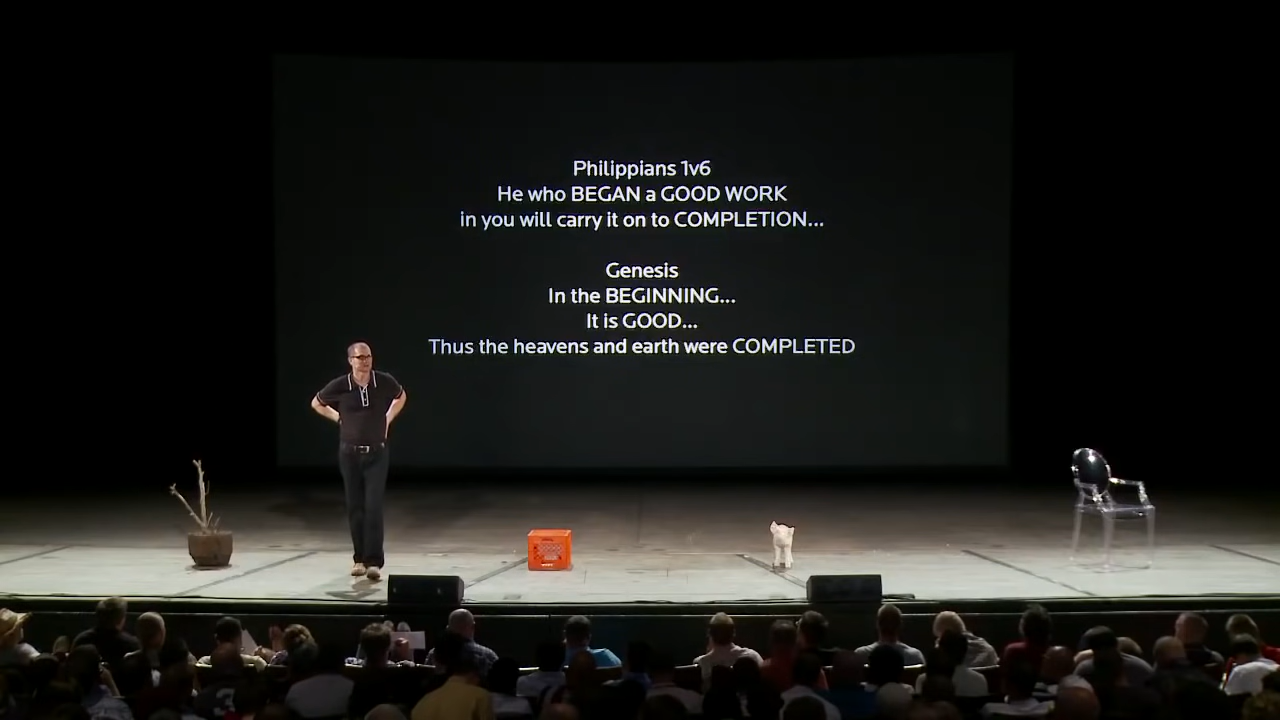 Philippians 1v6
He who BEGAN a GOOD WORK
in you will carry it on to COMPLETION...
Genesis
In the BEGINNING...
It is GOOD...
Thus the heavens and earth were COMPLETED